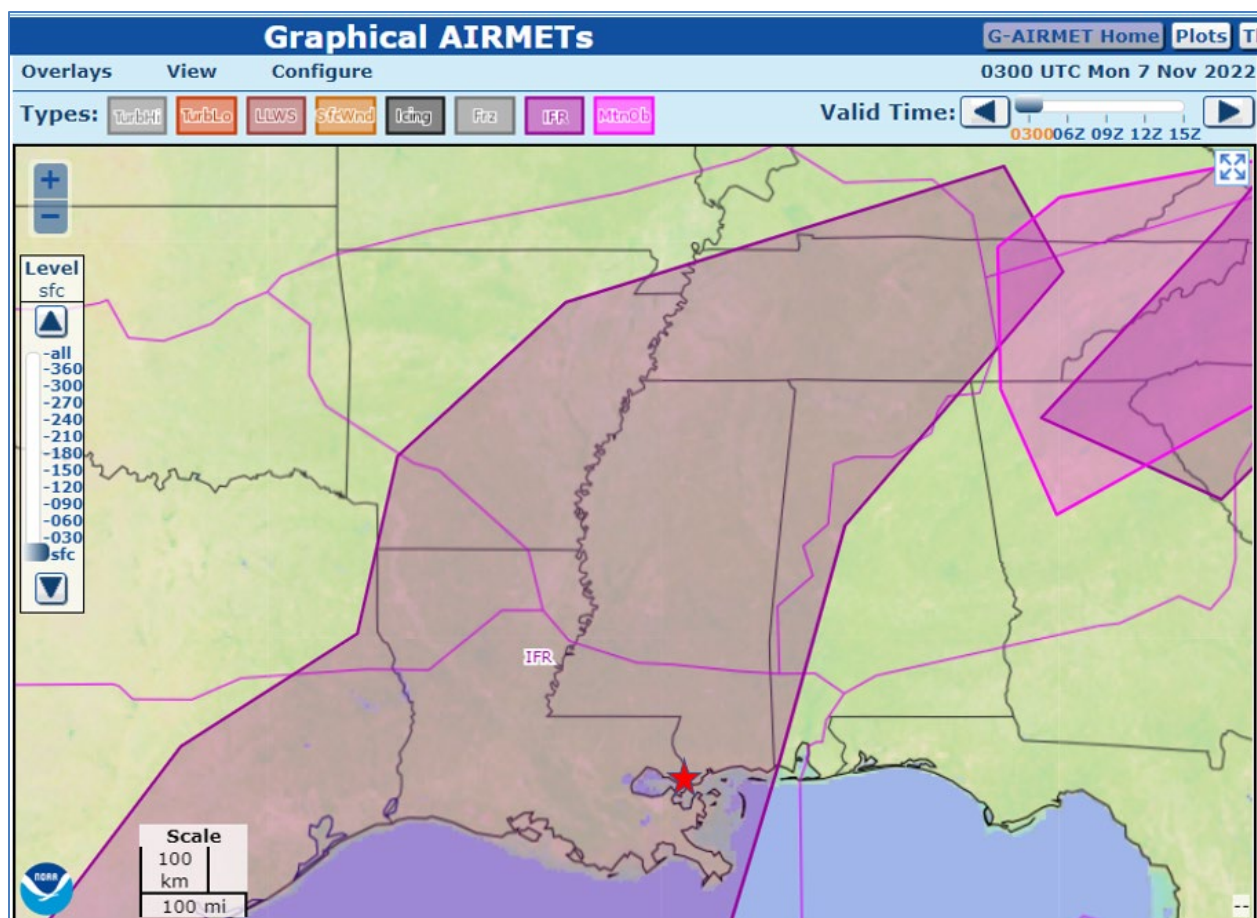 Graphical AIRMETs
G-AIRMET Home Plots
Overlays View Configure
0300 UTC Mon 7 Nov 2022
Types: TurbHi TurbLo LLWS SfcWnd Icing Frz IFR MtnOb
Valid Time:
0300 06Z 09Z 12Z 15Z
+
−
Level
sfc
-all
-360
-300
-270
-240
-210
-180
-150
-120
-090
-060
-030
sfc
IFR
Scale
100
km
100 mi
NOAA
--